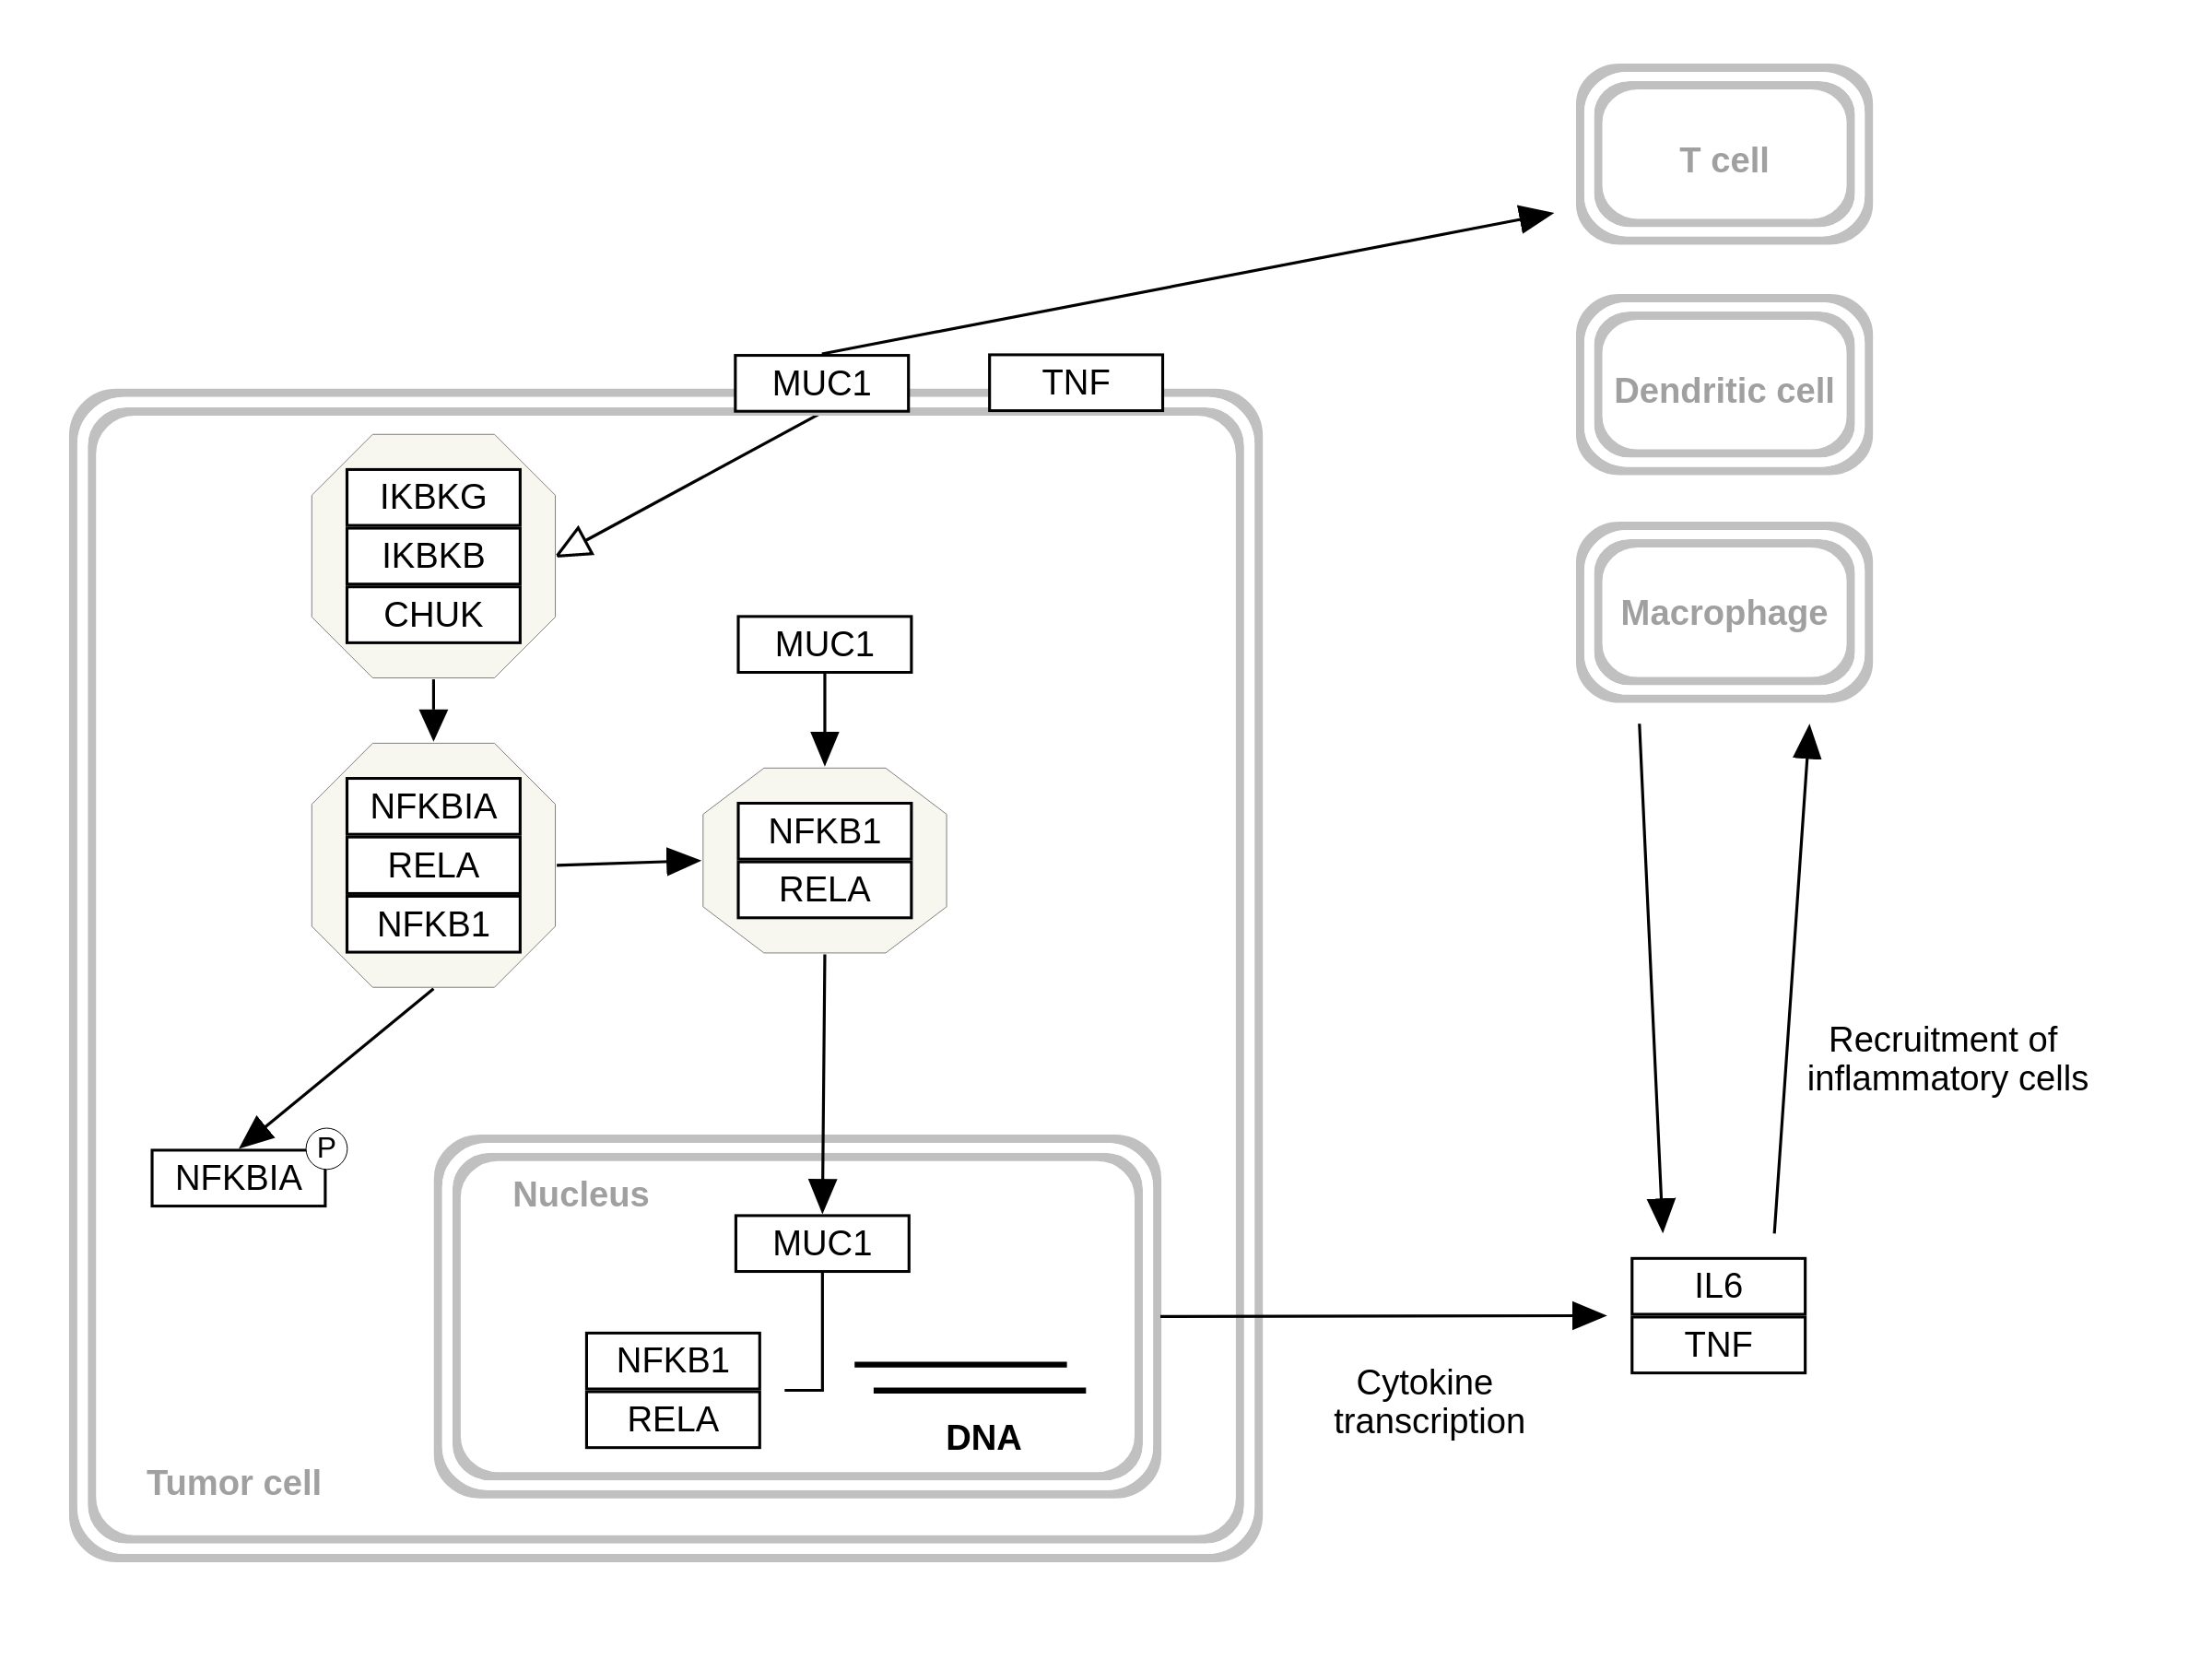 T cell
Dendritic cell
Macrophage
MUC1
TNF
IKBKG
IKBKB
CHUK
MUC1
NFKBIA
RELA
NFKB1
NFKB1
RELA
NFKBIA
P
Nucleus
MUC1
NFKB1
RELA
DNA
Tumor cell
Recruitment of
inflammatory cells
IL6
TNF
Cytokine
transcription